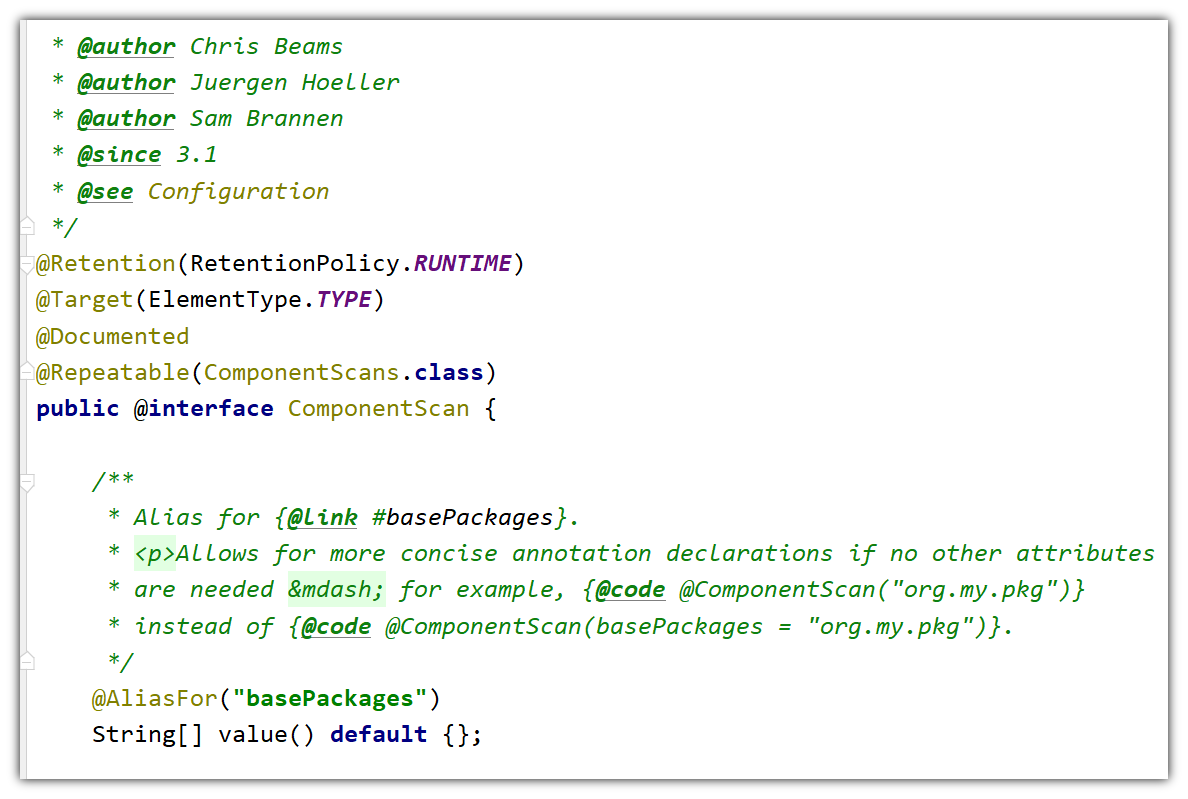 * @author Chris Beams
* @author Juergen Hoeller
* @author Sam Brannen
* @since 3.1
* @see Configuration
*/
@Retention(RetentionPolicy.RUNTIME)
@Target(ElementType.TYPE)
@Documented
@Repeatable(ComponentScans.class)
public @interface ComponentScan {
/**
* Alias for {@link #basePackages}.
* <p>Allows for more concise annotation declarations if no other attributes
* are needed &mdash; for example, {@code @ComponentScan("org.my.pkg")}
* instead of {@code @ComponentScan(basePackages = "org.my.pkg")}.
*/
@AliasFor("basePackages")
String[] value() default {};